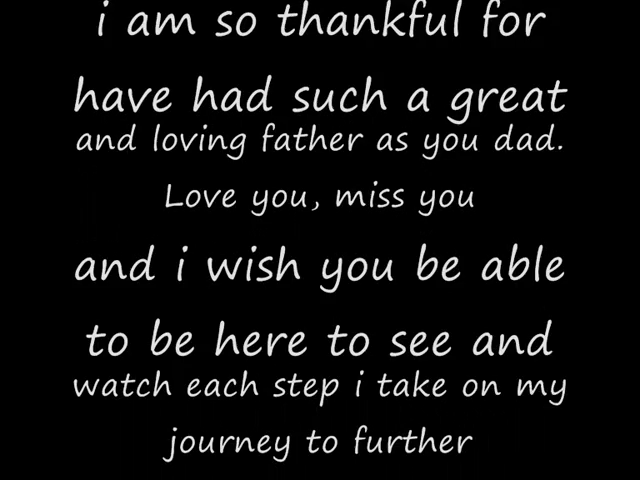 i am so thankful for
have had such a great
and loving father as you dad.
Love you, miss you
and i wish you be able
to be here to see and
watch each step i take on my
journey to further